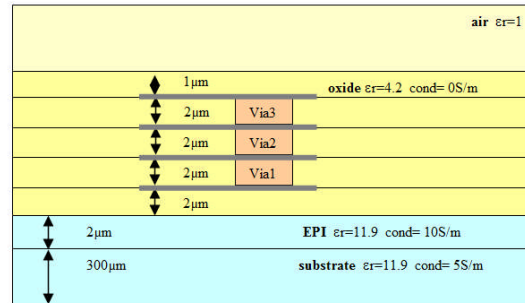 air εr=1
1μm
oxide εr=4.2 cond= 0S/m
2μm Via3
2μm Via2
2μm Via1
2μm
2μm EPI εr=11.9 cond= 10S/m
300μm substrate εr=11.9 cond= 5S/m